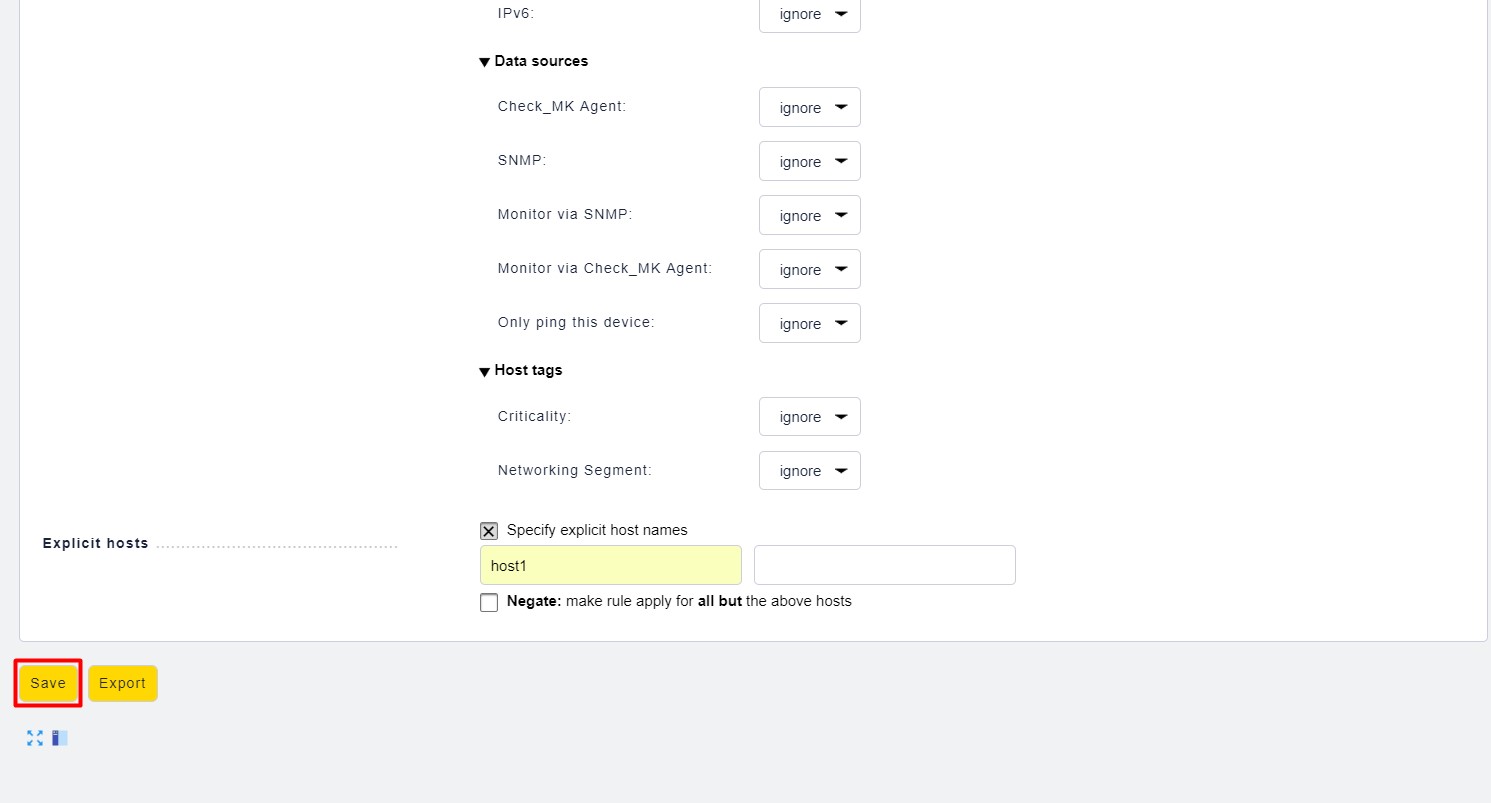 IPv6: ignore
Data sources
Check_MK Agent: ignore
SNMP: ignore
Monitor via SNMP: ignore
Monitor via Check_MK Agent: ignore
Only ping this device: ignore
Host tags
Criticality: ignore
Networking Segment: ignore
Explicit hosts
Specify explicit host names
host1
Negate: make rule apply for all but the above hosts
Save Export